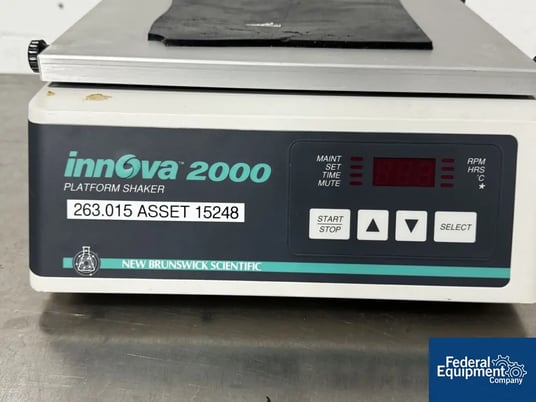 innova™ 2000
PLATFORM SHAKER
263.015 ASSET 15248
MAINT
SET
TIME
MUTE
RPM
HRS
°C
*
START
STOP
▲
▼
SELECT
NEW BRUNSWICK SCIENTIFIC
Federal
Equipment
Company®